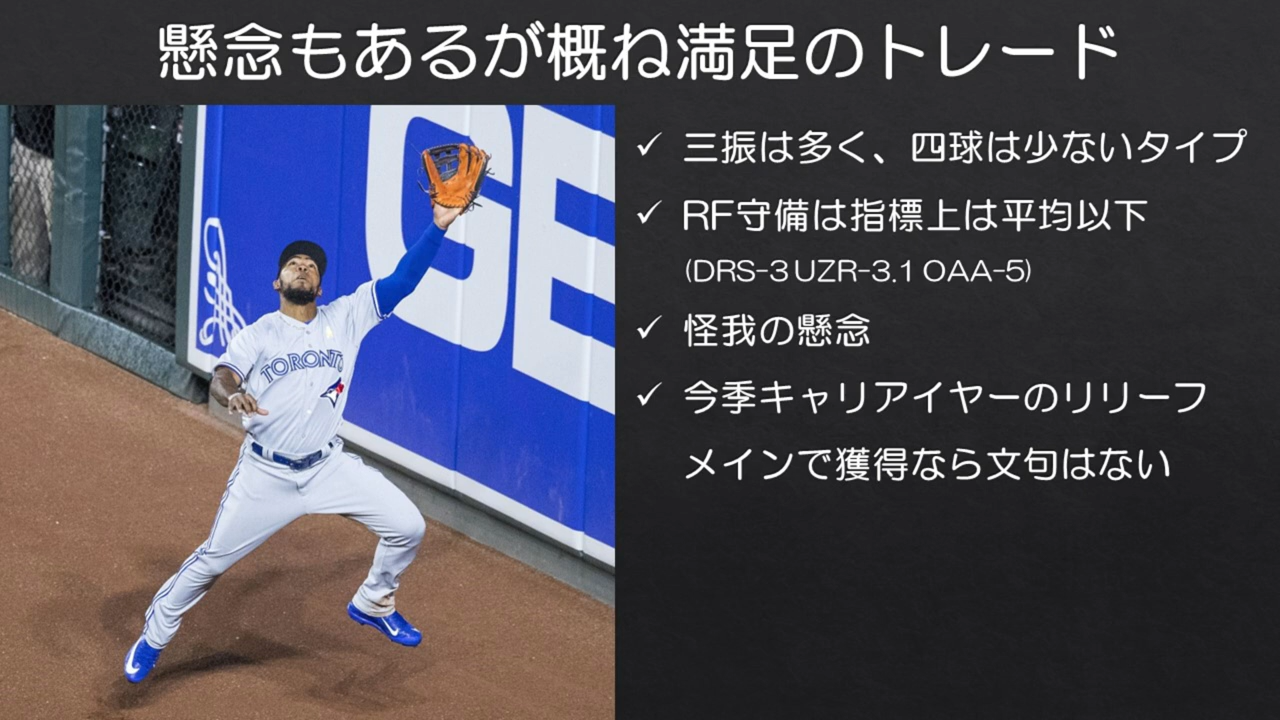 懸念もあるが概ね満足のトレード
三振は多く、四球は少ないタイプ
RF守備は指標上は平均以下
(DRS-3 UZR-3.1 OAA-5)
怪我の懸念
今季キャリアイヤーのリリーフ
メインで獲得なら文句はない
GE
TORONTO